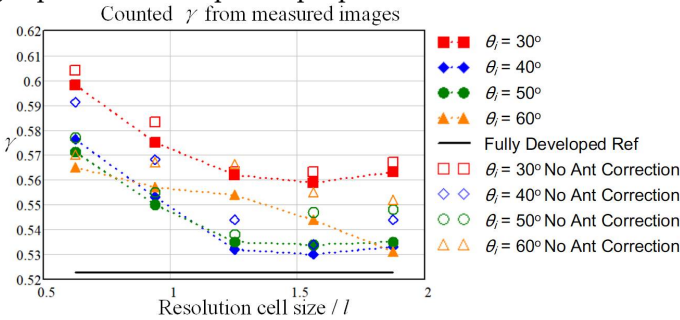 Counted γ from measured images
0.62
0.61
0.6
0.59
0.58
0.57
0.56
0.55
0.54
0.53
0.52
γ
0.5
1
1.5
2
Resolution cell size / l
θi = 30º
θi = 40º
θi = 50º
θi = 60º
Fully Developed Ref
θi = 30º No Ant Correction
θi = 40º No Ant Correction
θi = 50º No Ant Correction
θi = 60º No Ant Correction